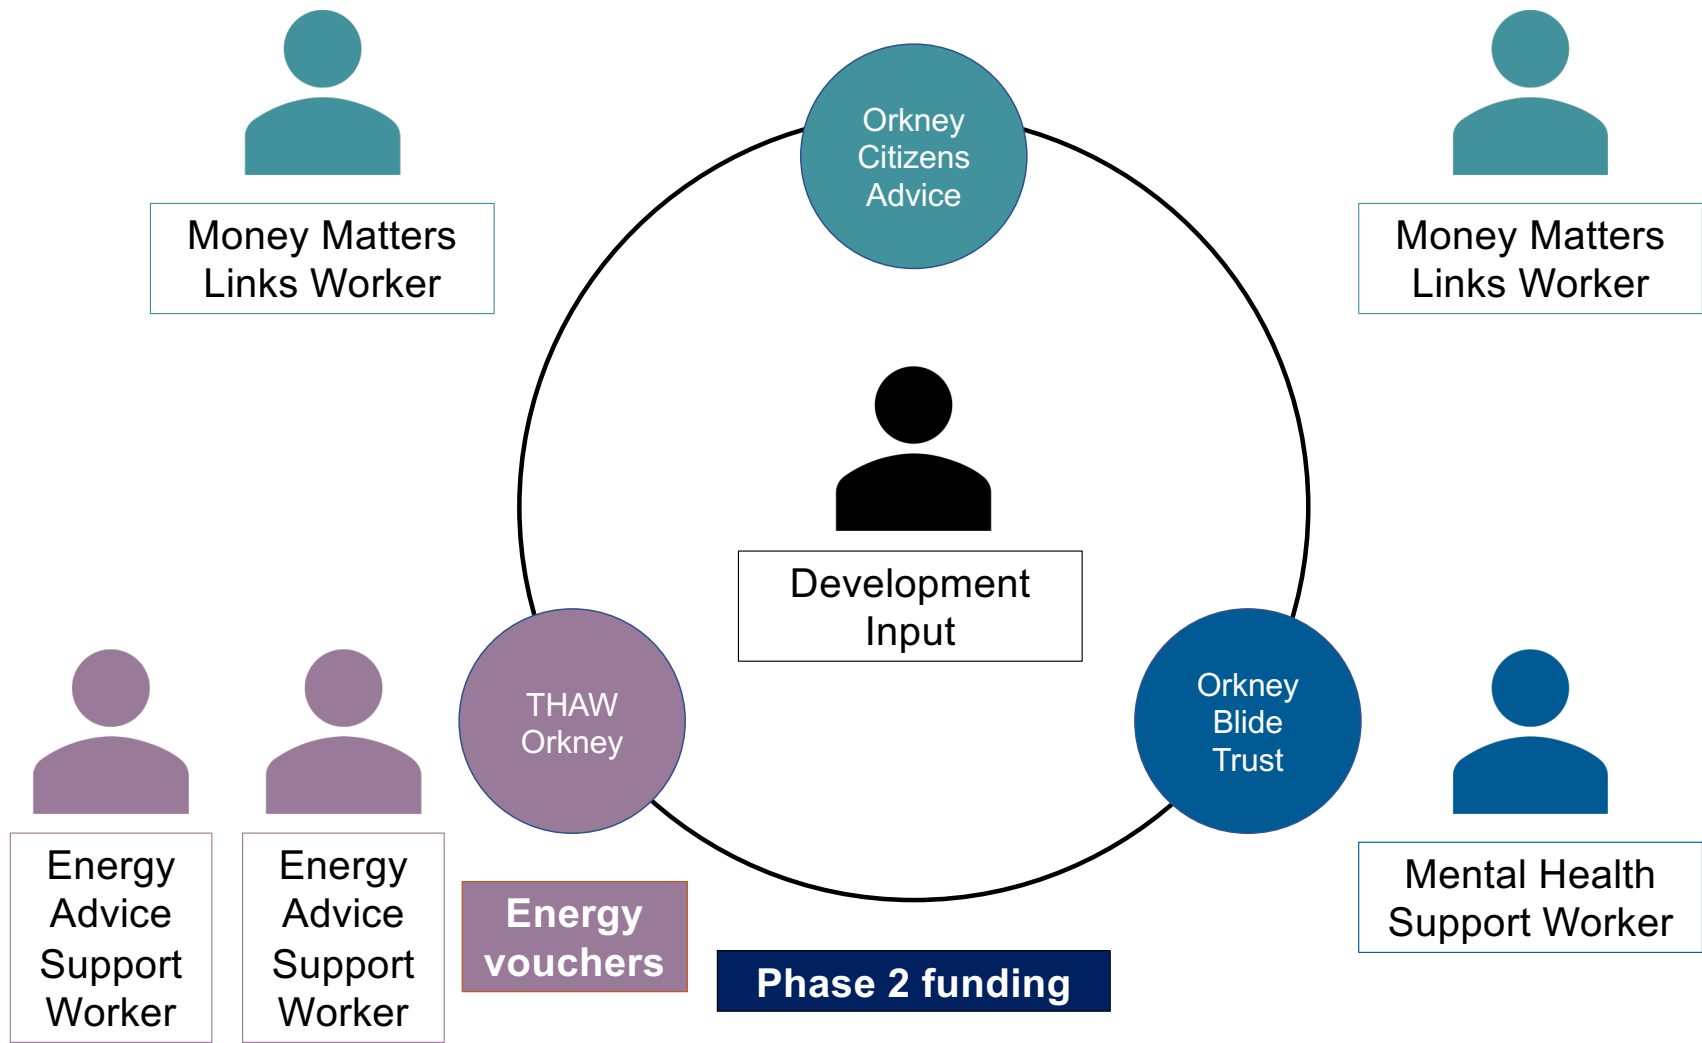 Orkney
Citizens
Advice
Money Matters
Links Worker
Money Matters
Links Worker
Development
Input
THAW
Orkney
Orkney
Blide
Trust
Energy
Advice
Support
Worker
Energy
Advice
Support
Worker
Energy
vouchers
Mental Health
Support Worker
Phase 2 funding